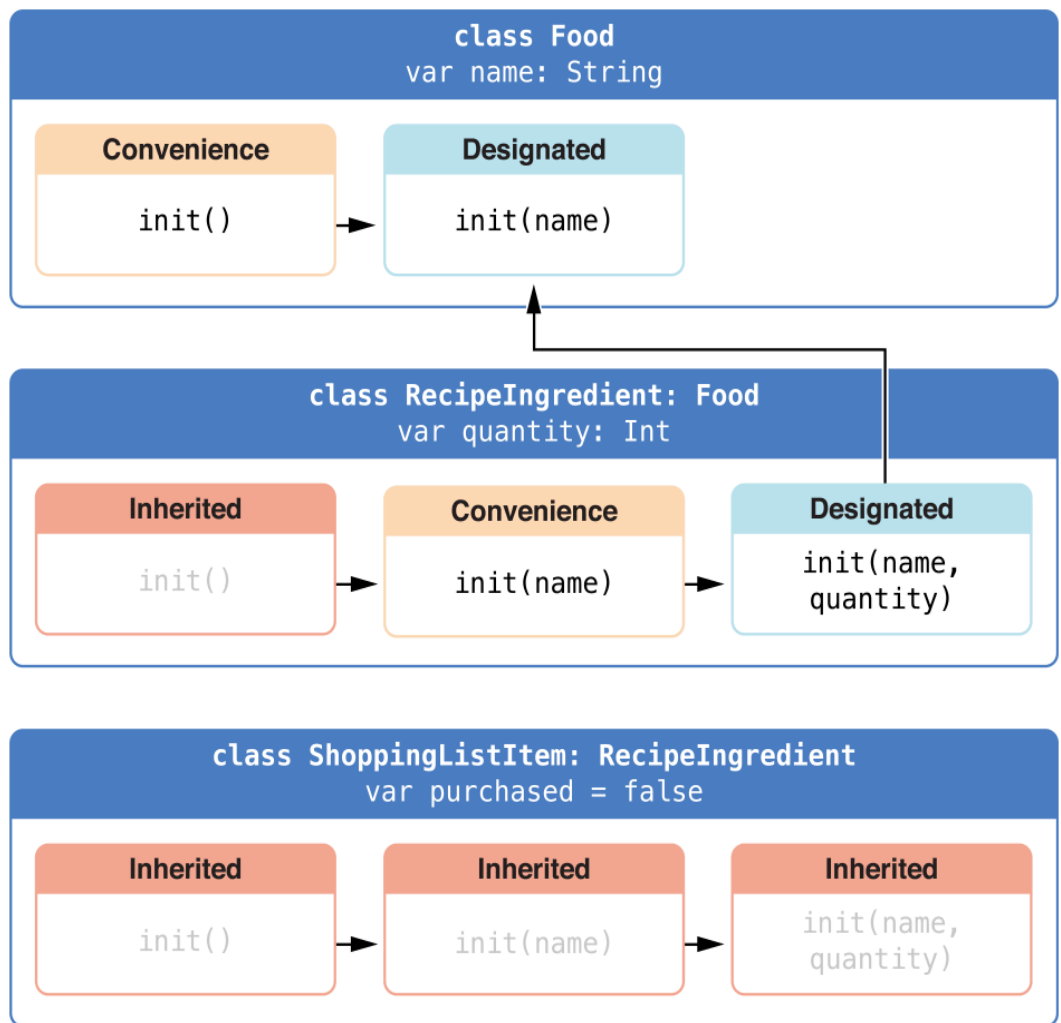 class Food
var name: String
Convenience
Designated
init()
init(name)
class RecipeIngredient: Food
var quantity: Int
Inherited
Convenience
Designated
init()
init(name)
init(name,
quantity)
class ShoppingListItem: RecipeIngredient
var purchased = false
Inherited
Inherited
Inherited
init()
init(name)
init(name,
quantity)